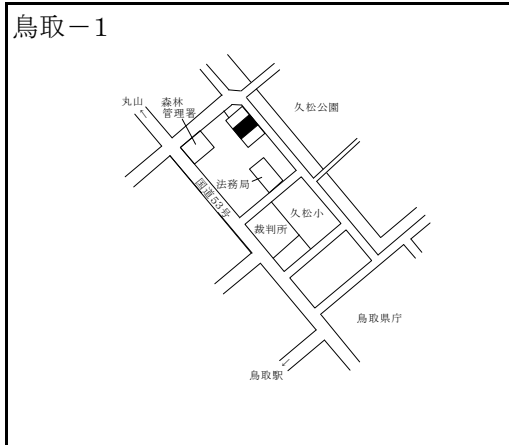 鳥取－1
丸山
森林
管理署
久松公園
法務局
国道53号
久松小
裁判所
鳥取県庁
鳥取駅